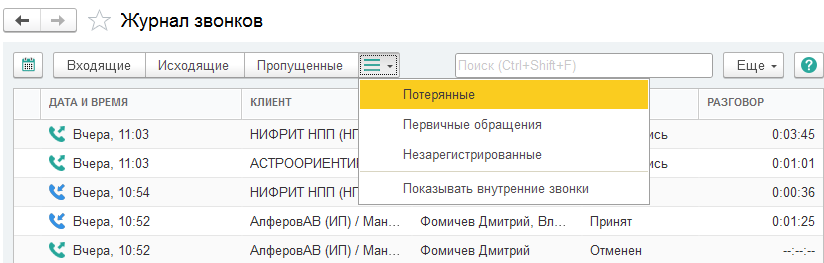 Журнал звонков
Входящие Исходящие Пропущенные Поиск (Ctrl+Shift+F) Еще ?
Потерянные
Первичные обращения
Незарегистрированные
Показывать внутренние звонки
ДАТА И ВРЕМЯ КЛИЕНТ РАЗГОВОР
Вчера, 11:03 НИФРИТ НПП (НГ 0:03:45
Вчера, 11:03 АСТРООРИЕНТИ 0:01:01
Вчера, 10:54 НИФРИТ НПП (НГ 0:00:36
Вчера, 10:52 АлферовАВ (ИП) / Ман... Фомичев Дмитрий, Вл... Принят 0:01:25
Вчера, 10:52 АлферовАВ (ИП) / Ман... Фомичев Дмитрий Отменен --:--:--